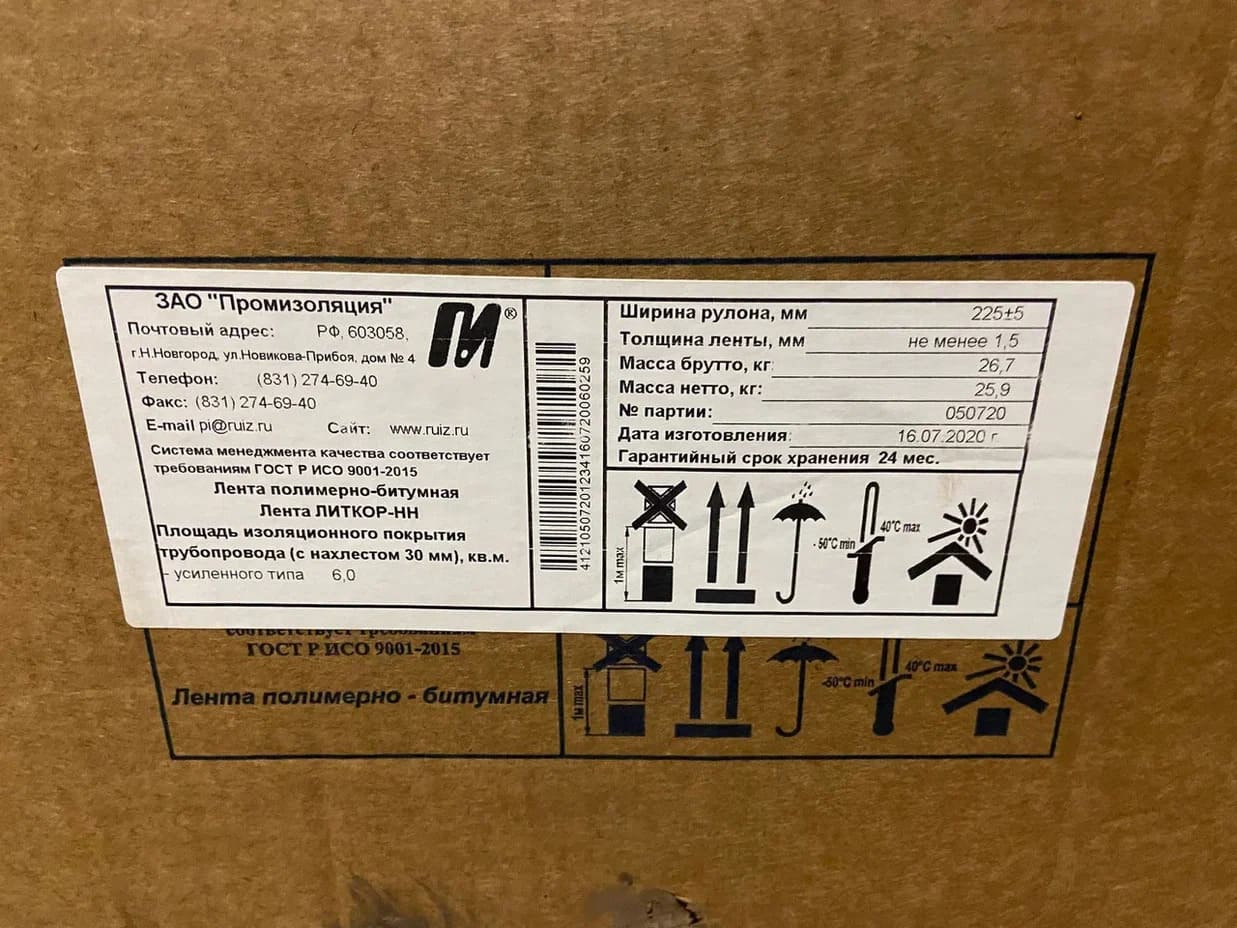 ЗАО "Промизоляция"
Почтовый адрес: РФ, 603058,
г.Н.Новгород, ул.Новикова-Прибоя, дом № 4
Телефон: (831) 274-69-40
Факс: (831) 274-69-40
E-mail pi@ruiz.ru Сайт: www.ruiz.ru
Система менеджмента качества соответствует
требованиям ГОСТ Р ИСО 9001-2015
Лента полимерно-битумная
Лента ЛИТКОР-НН
Площадь изоляционного покрытия
трубопровода (с нахлестом 30 мм), кв.м.
- усиленного типа 6,0
ПИ ®
41210507201234160720060259
Ширина рулона, мм 225±5
Толщина ленты, мм не менее 1,5
Масса брутто, кг: 26,7
Масса нетто, кг: 25,9
№ партии: 050720
Дата изготовления: 16.07.2020 г.
Гарантийный срок хранения 24 мес.
1м max
- 50°C min
40°C max
соответствует требованиям
ГОСТ Р ИСО 9001-2015
Лента полимерно - битумная
1м max
-50°C min
40°C max